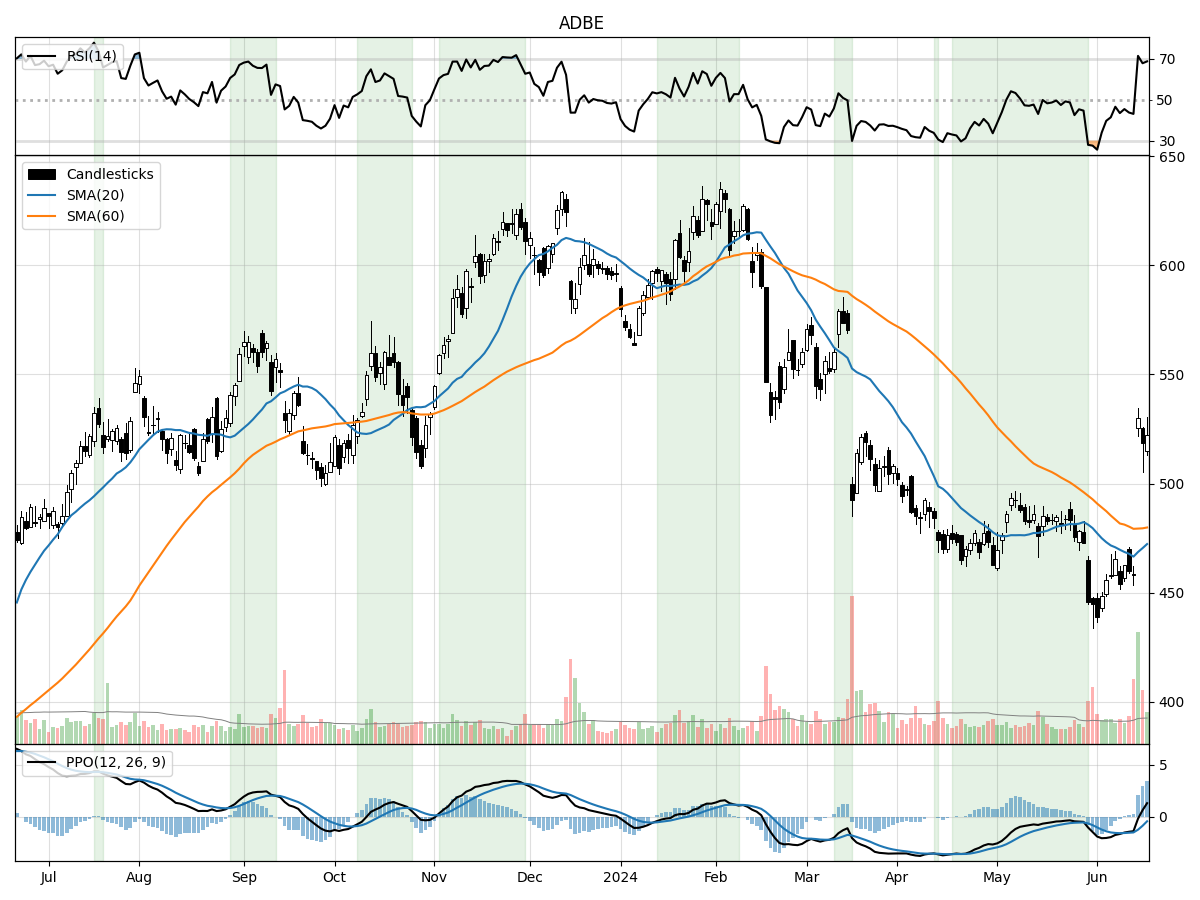 ADBE
RSI(14)
70
50
30
Candlesticks
SMA(20)
SMA(60)
650
600
550
500
450
400
PPO(12, 26, 9)
5
0
Jul Aug Sep Oct Nov Dec 2024 Feb Mar Apr May Jun